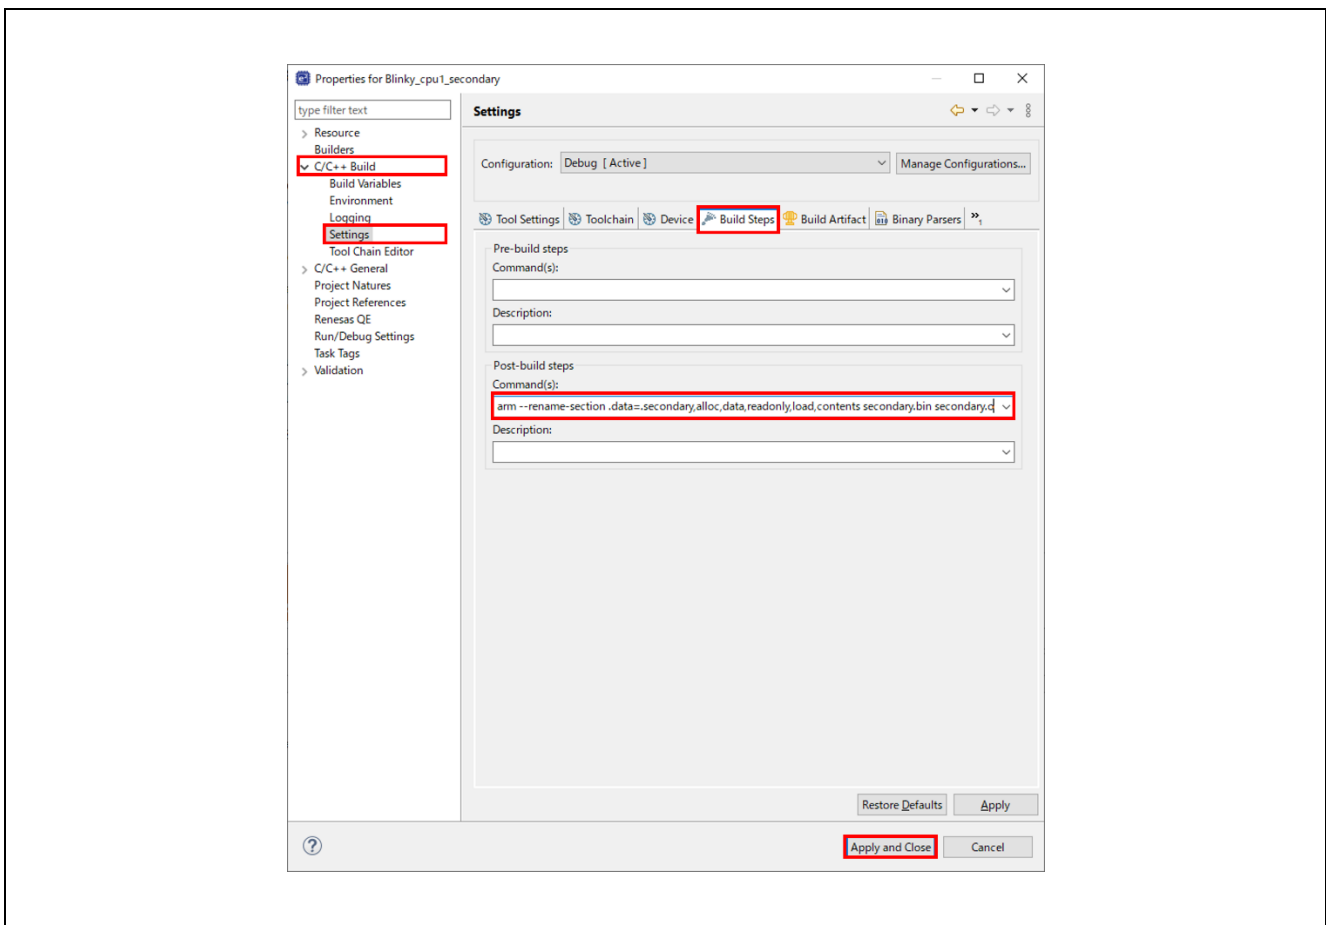 Properties for Blinky_cpu1_secondary
type filter text
Resource
Builders
C/C++ Build
Build Variables
Environment
Logging
Settings
Tool Chain Editor
C/C++ General
Project Natures
Project References
Renesas QE
Run/Debug Settings
Task Tags
Validation
Settings
Configuration: Debug [ Active ] Manage Configurations...
Tool Settings Toolchain Device Build Steps Build Artifact Binary Parsers »1
Pre-build steps
Command(s):
Description:
Post-build steps
Command(s):
arm --rename-section .data=.secondary,alloc,data,readonly,load,contents secondary.bin secondary.c
Description:
Restore Defaults Apply
Apply and Close Cancel